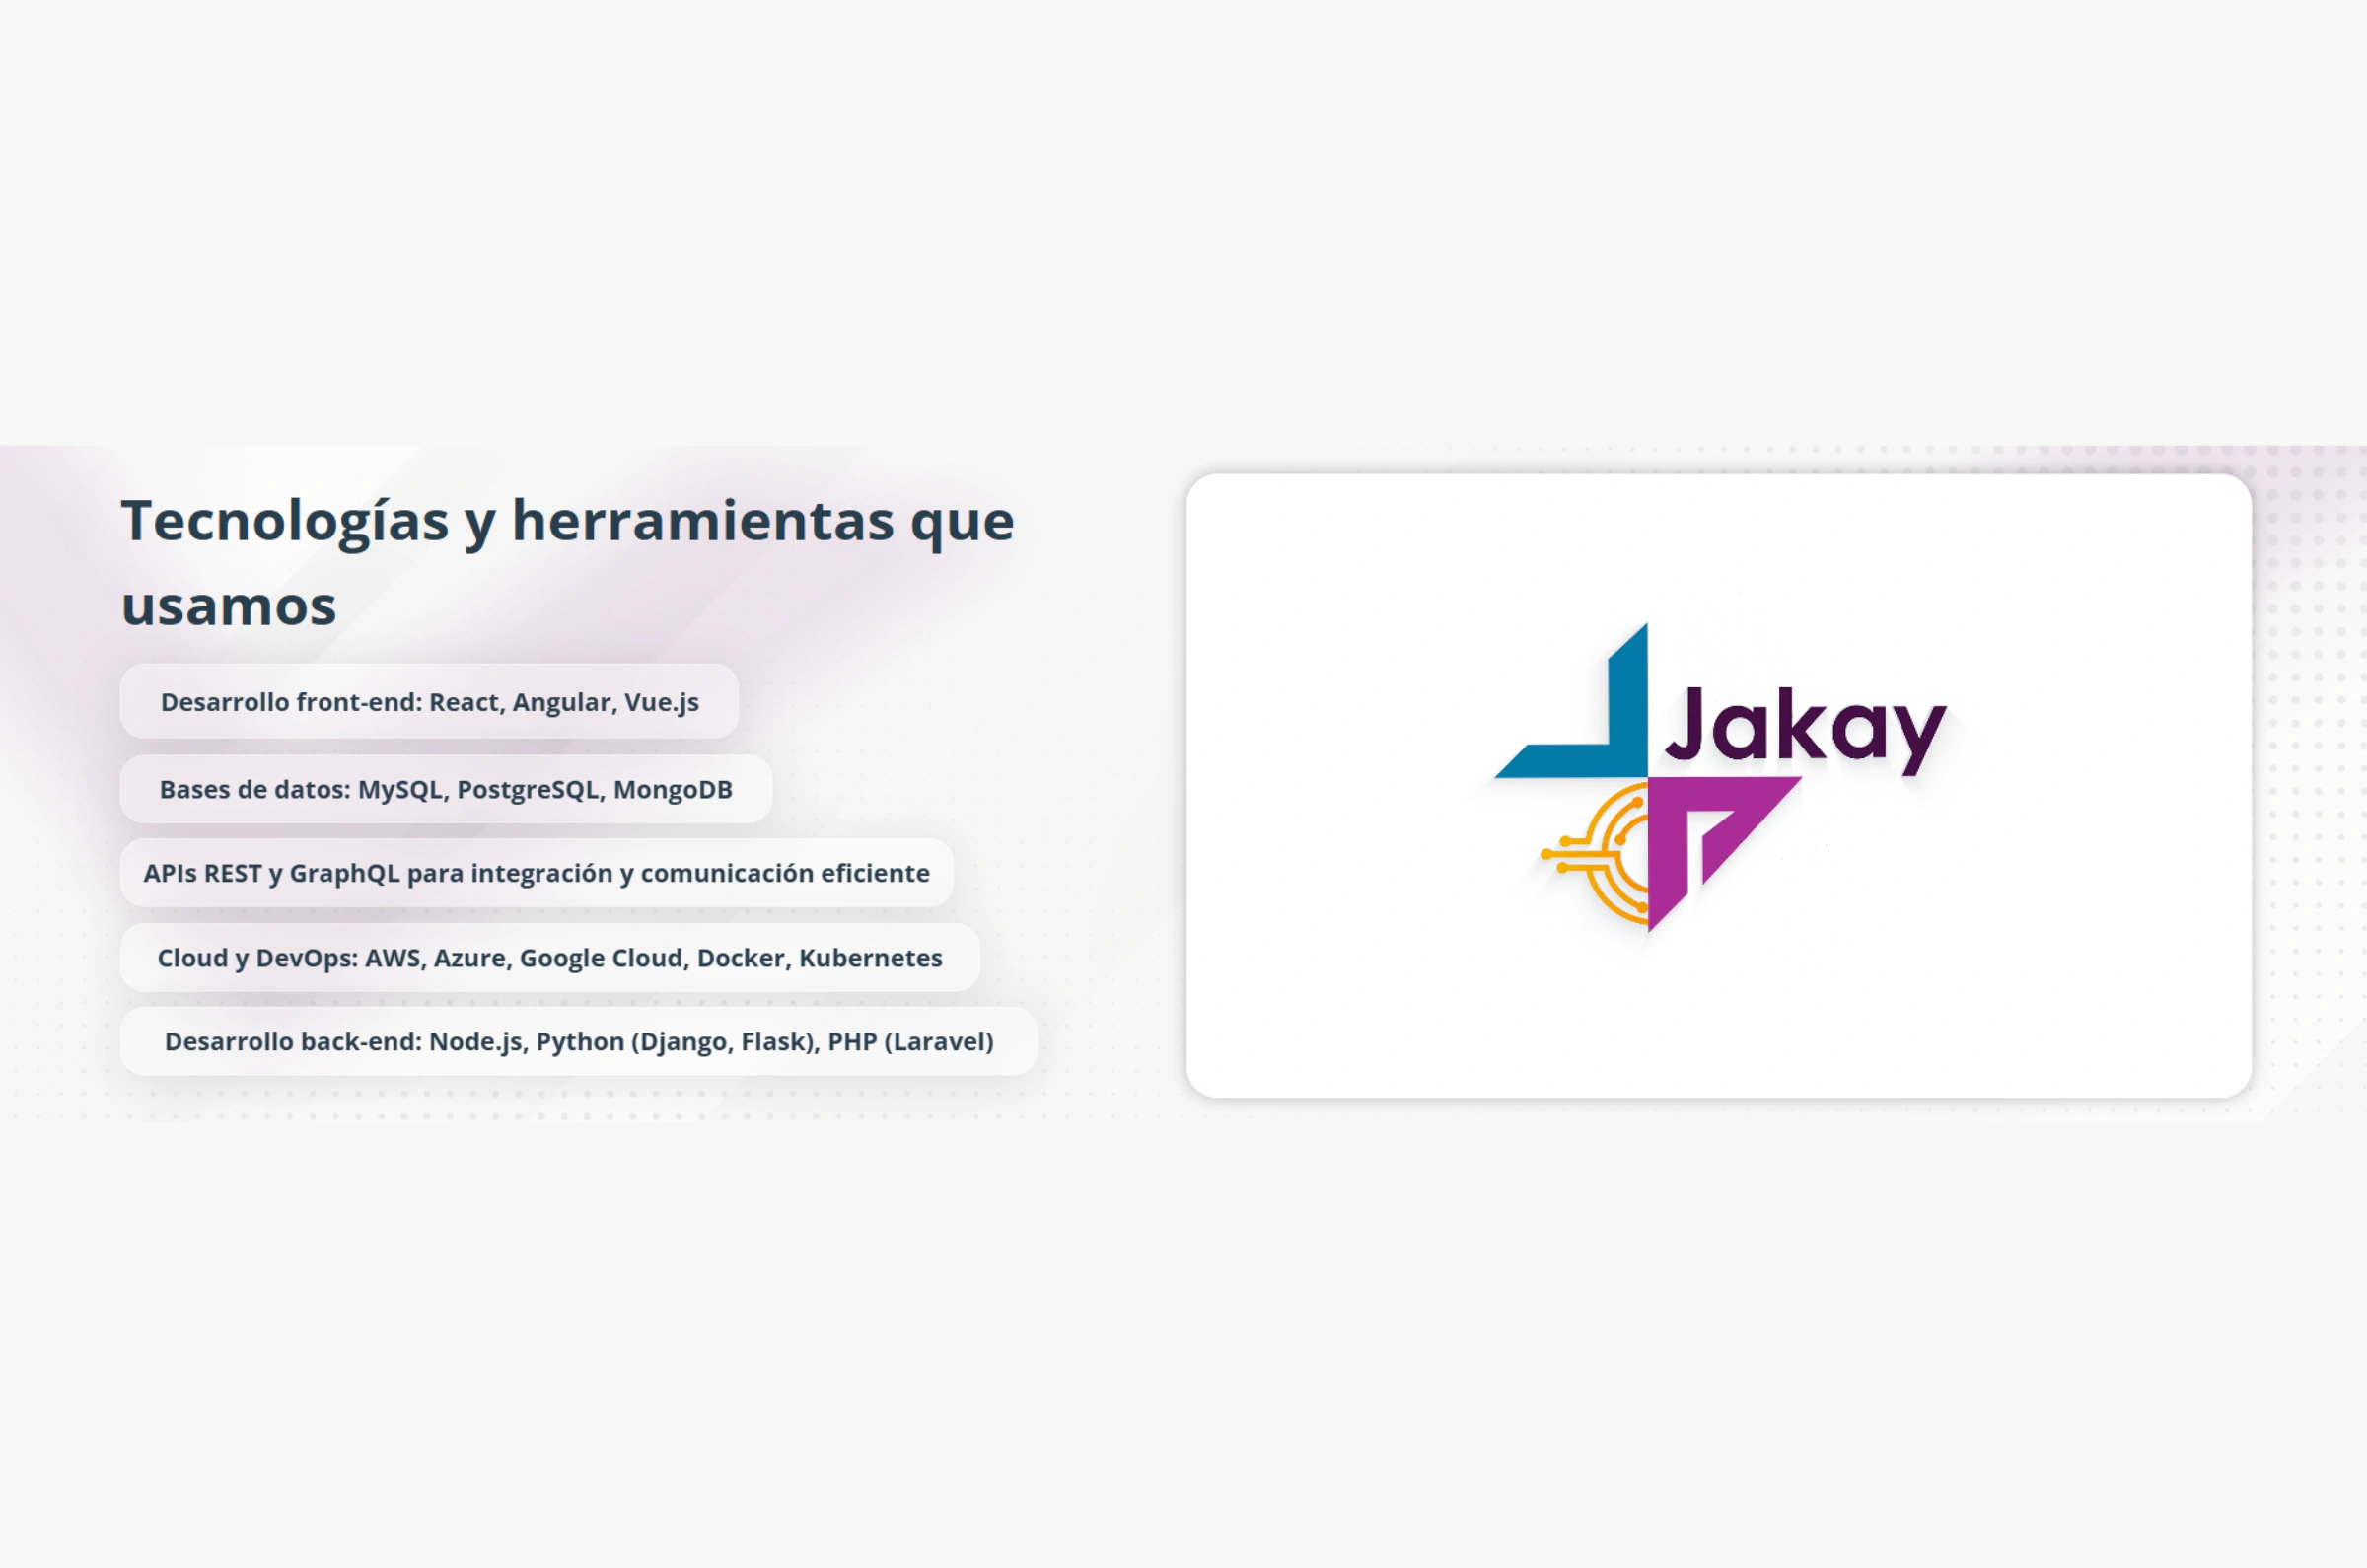 Tecnologías y herramientas que
usamos
Desarrollo front-end: React, Angular, Vue.js
Bases de datos: MySQL, PostgreSQL, MongoDB
APIs REST y GraphQL para integración y comunicación eficiente
Cloud y DevOps: AWS, Azure, Google Cloud, Docker, Kubernetes
Desarrollo back-end: Node.js, Python (Django, Flask), PHP (Laravel)
Jakay